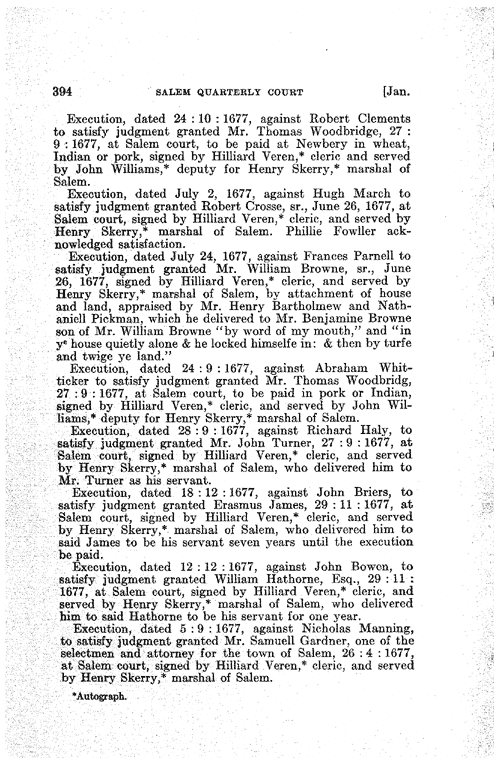 394 SALEM QUARTERLY COURT [Jan.
Execution, dated 24 : 10 : 1677, against Robert Clements
to satisfy judgment granted Mr. Thomas Woodbridge, 27 :
9 : 1677, at Salem court, to be paid at Newbery in wheat,
Indian or pork, signed by Hilliard Veren,* cleric and served
by John Williams,* deputy for Henry Skerry,* marshal of
Salem.
Execution, dated July 2, 1677, against Hugh March to
satisfy judgment granted Robert Crosse, sr., June 26, 1677, at
Salem court, signed by Hilliard Veren,* cleric, and served by
Henry Skerry,* marshal of Salem. Phillie Fowller ack-
nowledged satisfaction.
Execution, dated July 24, 1677, against Frances Parnell to
satisfy judgment granted Mr. William Browne, sr., June
26, 1677, signed by Hilliard Veren,* cleric, and served by
Henry Skerry,* marshal of Salem, by attachment of house
and land, appraised by Mr. Henry Bartholmew and Nath-
aniell Pickman, which he delivered to Mr. Benjamine Browne
son of Mr. William Browne "by word of my mouth," and "in
yᵉ house quietly alone & he locked himselfe in: & then by turfe
and twige ye land."
Execution, dated 24 : 9 : 1677, against Abraham Whit-
ticker to satisfy judgment granted Mr. Thomas Woodbridg,
27 : 9 : 1677, at Salem court, to be paid in pork or Indian,
signed by Hilliard Veren,* cleric, and served by John Wil-
liams,* deputy for Henry Skerry,* marshal of Salem.
Execution, dated 28 : 9 : 1677, against Richard Haly, to
satisfy judgment granted Mr. John Turner, 27 : 9 : 1677, at
Salem court, signed by Hilliard Veren,* cleric, and served
by Henry Skerry,* marshal of Salem, who delivered him to
Mr. Turner as his servant.
Execution, dated 18 : 12 : 1677, against John Briers, to
satisfy judgment granted Erasmus James, 29 : 11 : 1677, at
Salem court, signed by Hilliard Veren,* cleric, and served
by Henry Skerry,* marshal of Salem, who delivered him to
said James to be his servant seven years until the execution
be paid.
Execution, dated 12 : 12 : 1677, against John Bowen, to
satisfy judgment granted William Hathorne, Esq., 29 : 11 :
1677, at Salem court, signed by Hilliard Veren,* cleric, and
served by Henry Skerry,* marshal of Salem, who delivered
him to said Hathorne to be his servant for one year.
Execution, dated 5 : 9 : 1677, against Nicholas Manning,
to satisfy judgment granted Mr. Samuell Gardner, one of the
selectmen and attorney for the town of Salem, 26 : 4 : 1677,
at Salem court, signed by Hilliard Veren,* cleric, and served
by Henry Skerry,* marshal of Salem.
*Autograph.